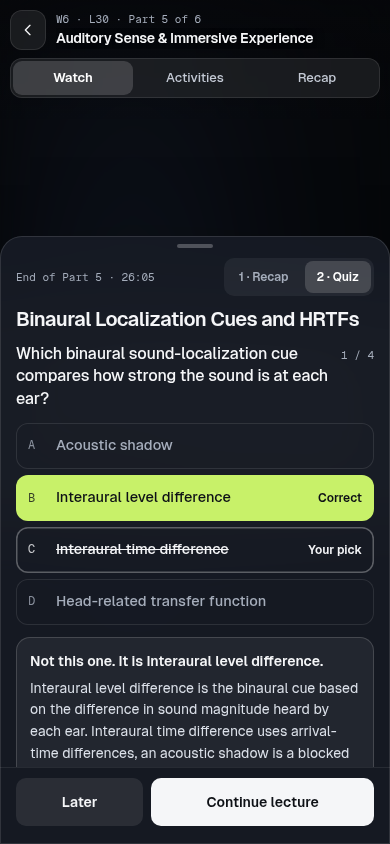 W6 · L30 · Part 5 of 6
Auditory Sense & Immersive Experience
Watch
Activities
Recap
End of Part 5 · 26:05
1 · Recap
2 · Quiz
Binaural Localization Cues and HRTFs
Which binaural sound-localization cue
compares how strong the sound is at each
ear?
1 / 4
A Acoustic shadow
B Interaural level difference Correct
C Interaural time difference Your pick
D Head-related transfer function
Not this one. It is Interaural level difference.
Interaural level difference is the binaural cue based
on the difference in sound magnitude heard by
each ear. Interaural time difference uses arrival-
time differences, an acoustic shadow is a blocked
Later
Continue lecture